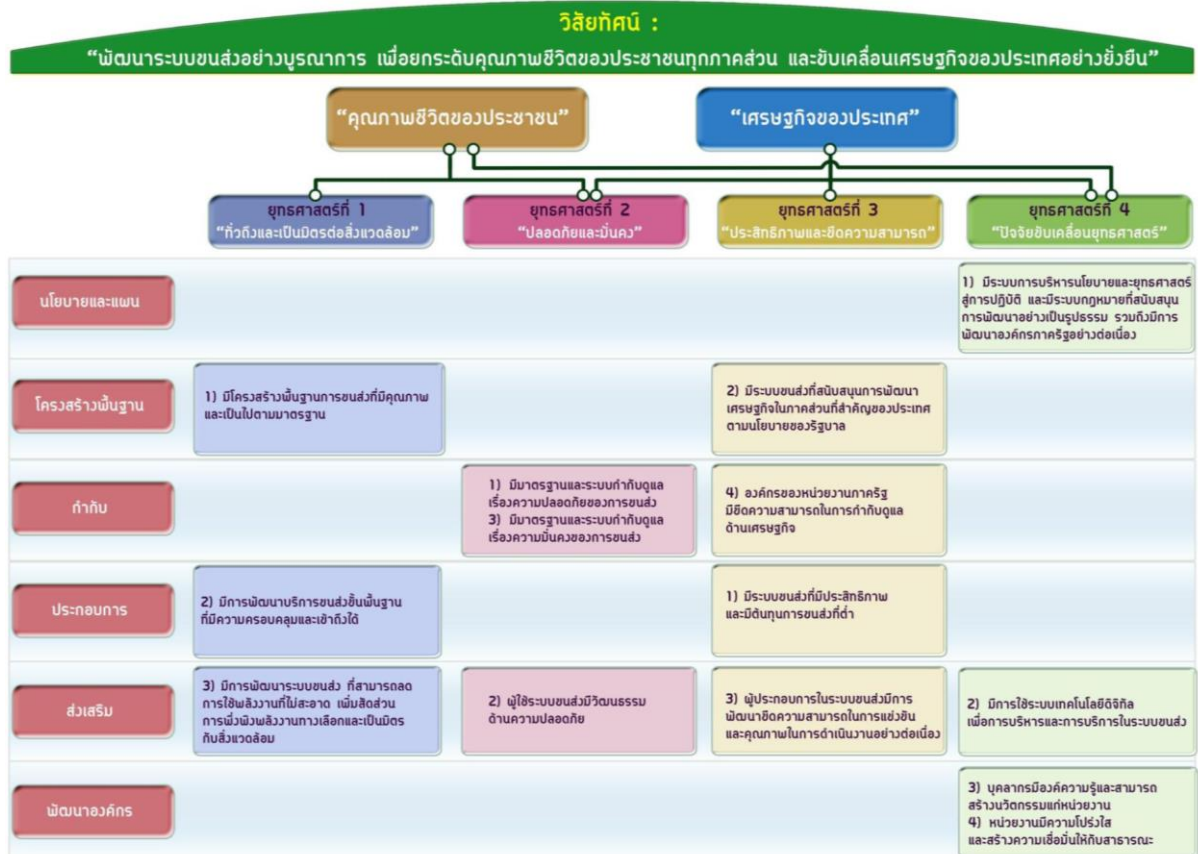 วิสัยทัศน์ :
“พัฒนาระบบขนส่งอย่างบูรณาการ เพื่อยกระดับคุณภาพชีวิตของประชาชนทุกภาคส่วน และขับเคลื่อนเศรษฐกิจของประเทศอย่างยั่งยืน”
“คุณภาพชีวิตของประชาชน”
“เศรษฐกิจของประเทศ”
ยุทธศาสตร์ที่ 1
“ทั่วถึงและเป็นมิตรต่อสิ่งแวดล้อม”
ยุทธศาสตร์ที่ 2
“ปลอดภัยและมั่นคง”
ยุทธศาสตร์ที่ 3
“ประสิทธิภาพและขีดความสามารถ”
ยุทธศาสตร์ที่ 4
“ปัจจัยขับเคลื่อนยุทธศาสตร์”
นโยบายและแผน
1) มีระบบการบริหารนโยบายและยุทธศาสตร์
สู่การปฏิบัติ และมีระบบกฎหมายที่สนับสนุน
การพัฒนาอย่างเป็นรูปธรรม รวมถึงมีการ
พัฒนาองค์กรภาครัฐอย่างต่อเนื่อง
โครงสร้างพื้นฐาน
1) มีโครงสร้างพื้นฐานการขนส่งที่มีคุณภาพ
และเป็นไปตามมาตรฐาน
2) มีระบบขนส่งที่สนับสนุนการพัฒนา
เศรษฐกิจในภาคส่วนที่สำคัญของประเทศ
ตามนโยบายของรัฐบาล
กำกับ
1) มีมาตรฐานและระบบกำกับดูแล
เรื่องความปลอดภัยของการขนส่ง
3) มีมาตรฐานและระบบกำกับดูแล
เรื่องความมั่นคงของการขนส่ง
4) องค์กรของหน่วยงานภาครัฐ
มีขีดความสามารถในการกำกับดูแล
ด้านเศรษฐกิจ
ประกอบการ
2) มีการพัฒนาบริการขนส่งขั้นพื้นฐาน
ที่มีความครอบคลุมและเข้าถึงได้
1) มีระบบขนส่งที่มีประสิทธิภาพ
และมีต้นทุนการขนส่งที่ต่ำ
ส่งเสริม
3) มีการพัฒนาระบบขนส่ง ที่สามารถลด
การใช้พลังงานที่ไม่สะอาด เพิ่มสัดส่วน
การพึ่งพิงพลังงานทางเลือกและเป็นมิตร
กับสิ่งแวดล้อม
2) ผู้ใช้ระบบขนส่งมีวัฒนธรรม
ด้านความปลอดภัย
3) ผู้ประกอบการในระบบขนส่งมีการ
พัฒนาขีดความสามารถในการแข่งขัน
และคุณภาพในการดำเนินงานอย่างต่อเนื่อง
2) มีการใช้ระบบเทคโนโลยีดิจิทัล
เพื่อการบริหารและการบริการในระบบขนส่ง
พัฒนาองค์กร
3) บุคลากรมีองค์ความรู้และสามารถ
สร้างนวัตกรรมแก่หน่วยงาน
4) หน่วยงานมีความโปร่งใส
และสร้างความเชื่อมั่นให้กับสาธารณะ